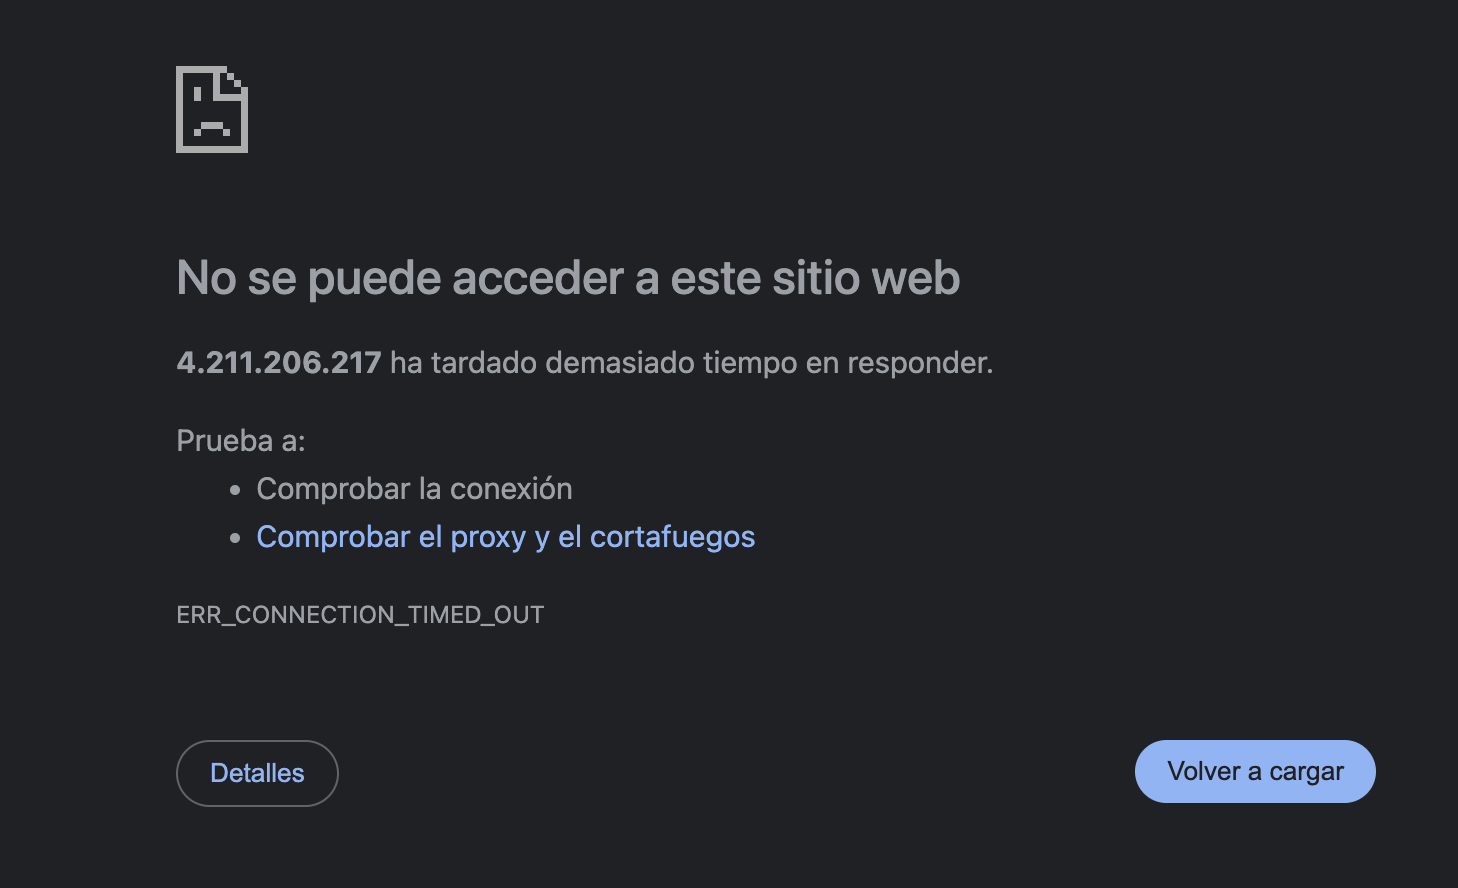 No se puede acceder a este sitio web
4.211.206.217 ha tardado demasiado tiempo en responder.
Prueba a:
• Comprobar la conexión
• Comprobar el proxy y el cortafuegos
ERR_CONNECTION_TIMED_OUT
Detalles
Volver a cargar